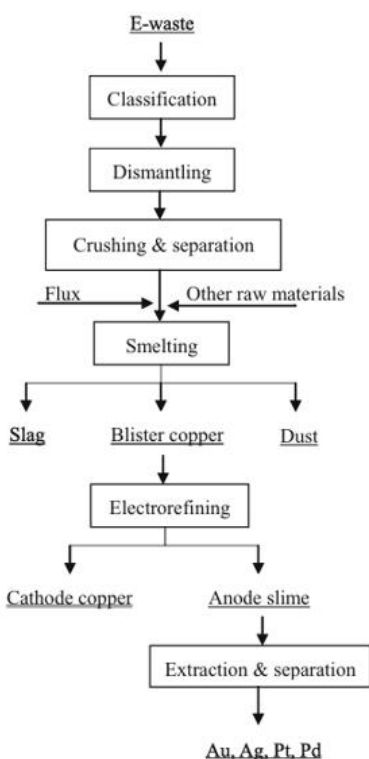 E-waste
Classification
Dismantling
Crushing & separation
Flux
Other raw materials
Smelting
Slag
Blister copper
Dust
Electrorefining
Cathode copper
Anode slime
Extraction & separation
Au, Ag, Pt, Pd